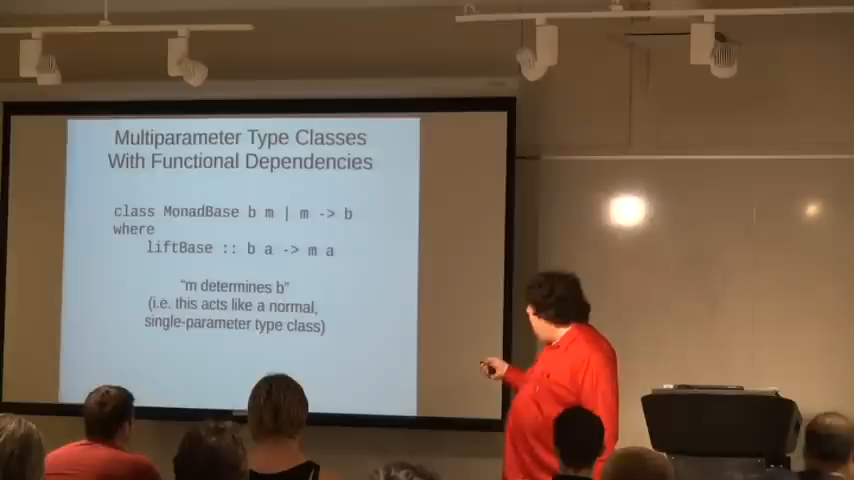 Multiparameter Type Classes
With Functional Dependencies
class MonadBase b m | m -> b
where
liftBase :: b a -> m a
"m determines b"
(i.e. this acts like a normal,
single-parameter type class)